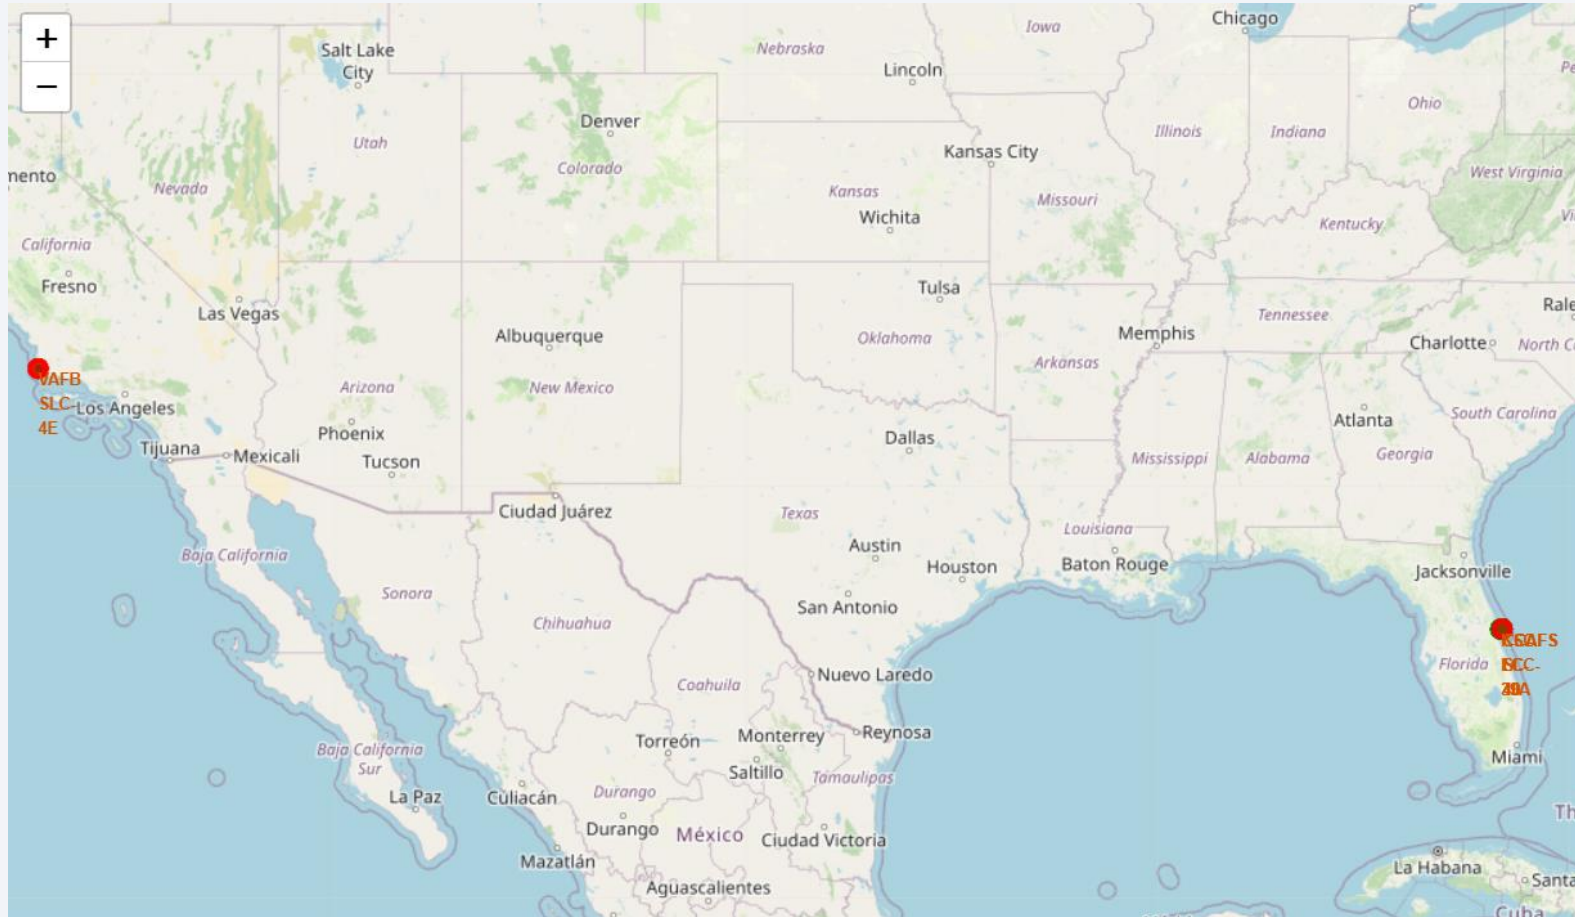 +
−
Chicago
Iowa
Nebraska
Salt Lake
City
Lincoln
Ohio
Denver
Illinois
Indiana
Utah
Kansas City
Colorado
West Virginia
Nevada
Kansas
Missouri
Wichita
Kentucky
California
Fresno
Tulsa
Las Vegas
Tennessee
Albuquerque
Oklahoma
Memphis
Charlotte
Arkansas
VAFB
SLC-
4E
Arizona
New Mexico
Los Angeles
South Carolina
Atlanta
Phoenix
Dallas
Tijuana
Mexicali
Tucson
Mississippi
Alabama
Georgia
Ciudad Juárez
Texas
Louisiana
Austin
Baja California
Houston
Baton Rouge
Jacksonville
Sonora
San Antonio
Chihuahua
Florida
Nuevo Laredo
Coahuila
Reynosa
Torreón
Monterrey
Baja California
Sur
Miami
Saltillo
Tamaulipas
La Paz
Culiacán
Durango
Durango
México
Ciudad Victoria
Mazatlán
La Habana
Aguascalientes
Cuba